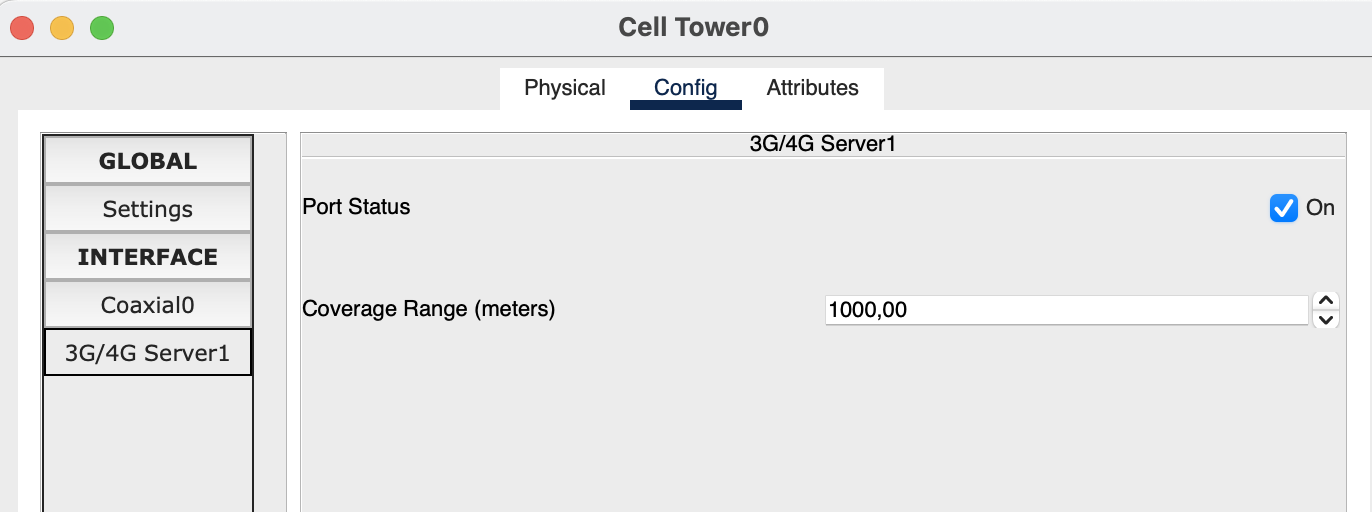 Cell Tower0
Physical Config Attributes
GLOBAL
Settings
INTERFACE
Coaxial0
3G/4G Server1
3G/4G Server1
Port Status
On
Coverage Range (meters)
1000,00